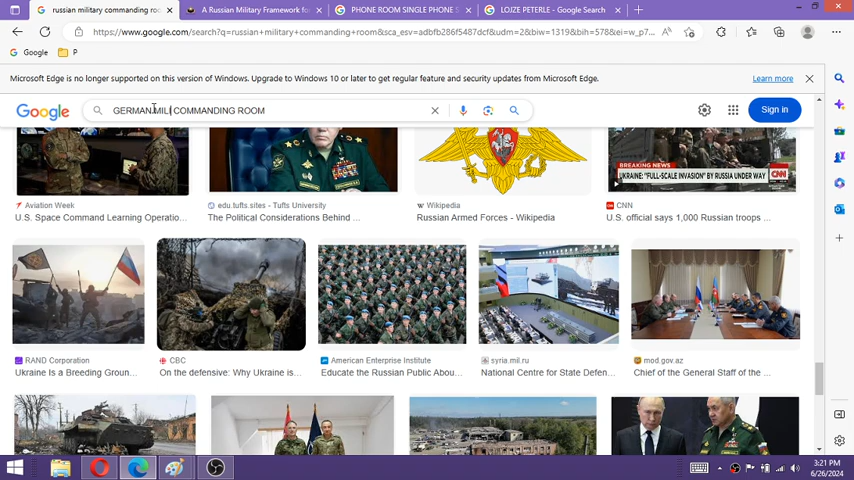 russian military commanding roo
A Russian Military Framework fo
PHONE ROOM SINGLE PHONE S
LOJZE PETERLE - Google Search
https://www.google.com/search?q=russian+military+commanding+room&sca_esv=adbfb286f5487dbf&udm=2&biw=1319&bih=578&ei=w_p7...
Google
P
Microsoft Edge is no longer supported on this version of Windows. Upgrade to Windows 10 or later to get regular feature and security updates from Microsoft Edge.
Learn more
Google
GERMAN MILI COMMANDING ROOM
Sign in
BREAKING NEWS
UKRAINE: "FULL-SCALE INVASION" BY RUSSIA UNDER WAY
CNN
Aviation Week
U.S. Space Command Learning Operatio...
edu.tufts.sites - Tufts University
The Political Considerations Behind ...
Wikipedia
Russian Armed Forces - Wikipedia
CNN
U.S. official says 1,000 Russian troops ...
RAND Corporation
Ukraine Is a Breeding Groun...
CBC
On the defensive: Why Ukraine is...
American Enterprise Institute
Educate the Russian Public Abou...
syria.mil.ru
National Centre for State Defen...
mod.gov.az
Chief of the General Staff of the ...
3:21 PM
6/26/2024